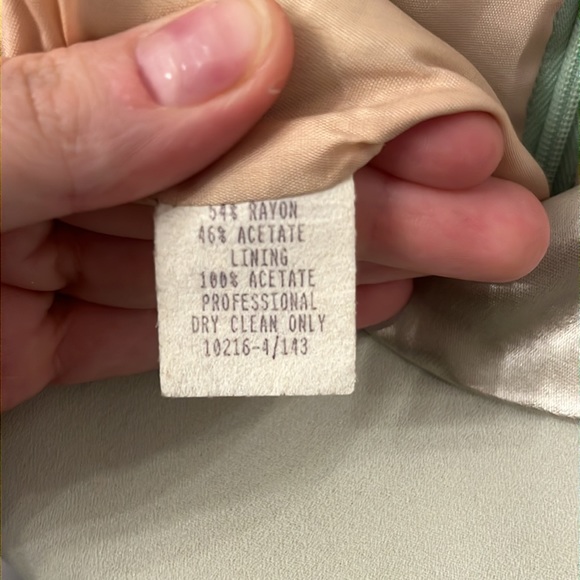 54% RAYON
46% ACETATE
LINING
100% ACETATE
PROFESSIONAL
DRY CLEAN ONLY
10216-4/143